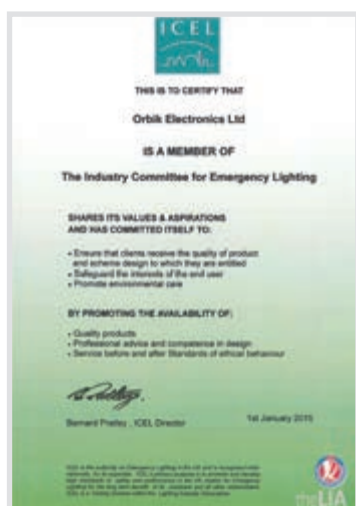 ICEL
THIS IS TO CERTIFY THAT
Orbik Electronics Ltd
IS A MEMBER OF
The Industry Committee for Emergency Lighting
SHARES ITS VALUES & ASPIRATIONS
AND HAS COMMITTED ITSELF TO:
• Ensure that clients receive the quality of product
and scheme design to which they are entitled
• Safeguard the interests of the end user
• Promote environmental care
BY PROMOTING THE AVAILABILITY OF:
• Quality products
• Professional advice and competence in design
• Service before and after Standards of ethical behaviour
Bernard Pratley, ICEL Director
1st January
theLIA